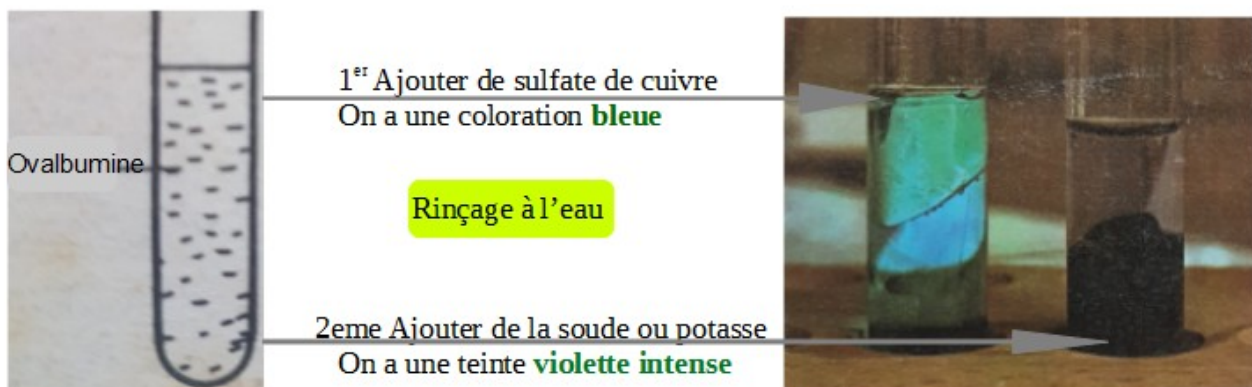 1er Ajouter de sulfate de cuivre
On a une coloration bleue
Ovalbumine
Rinçage à l'eau
2eme Ajouter de la soude ou potasse
On a une teinte violette intense